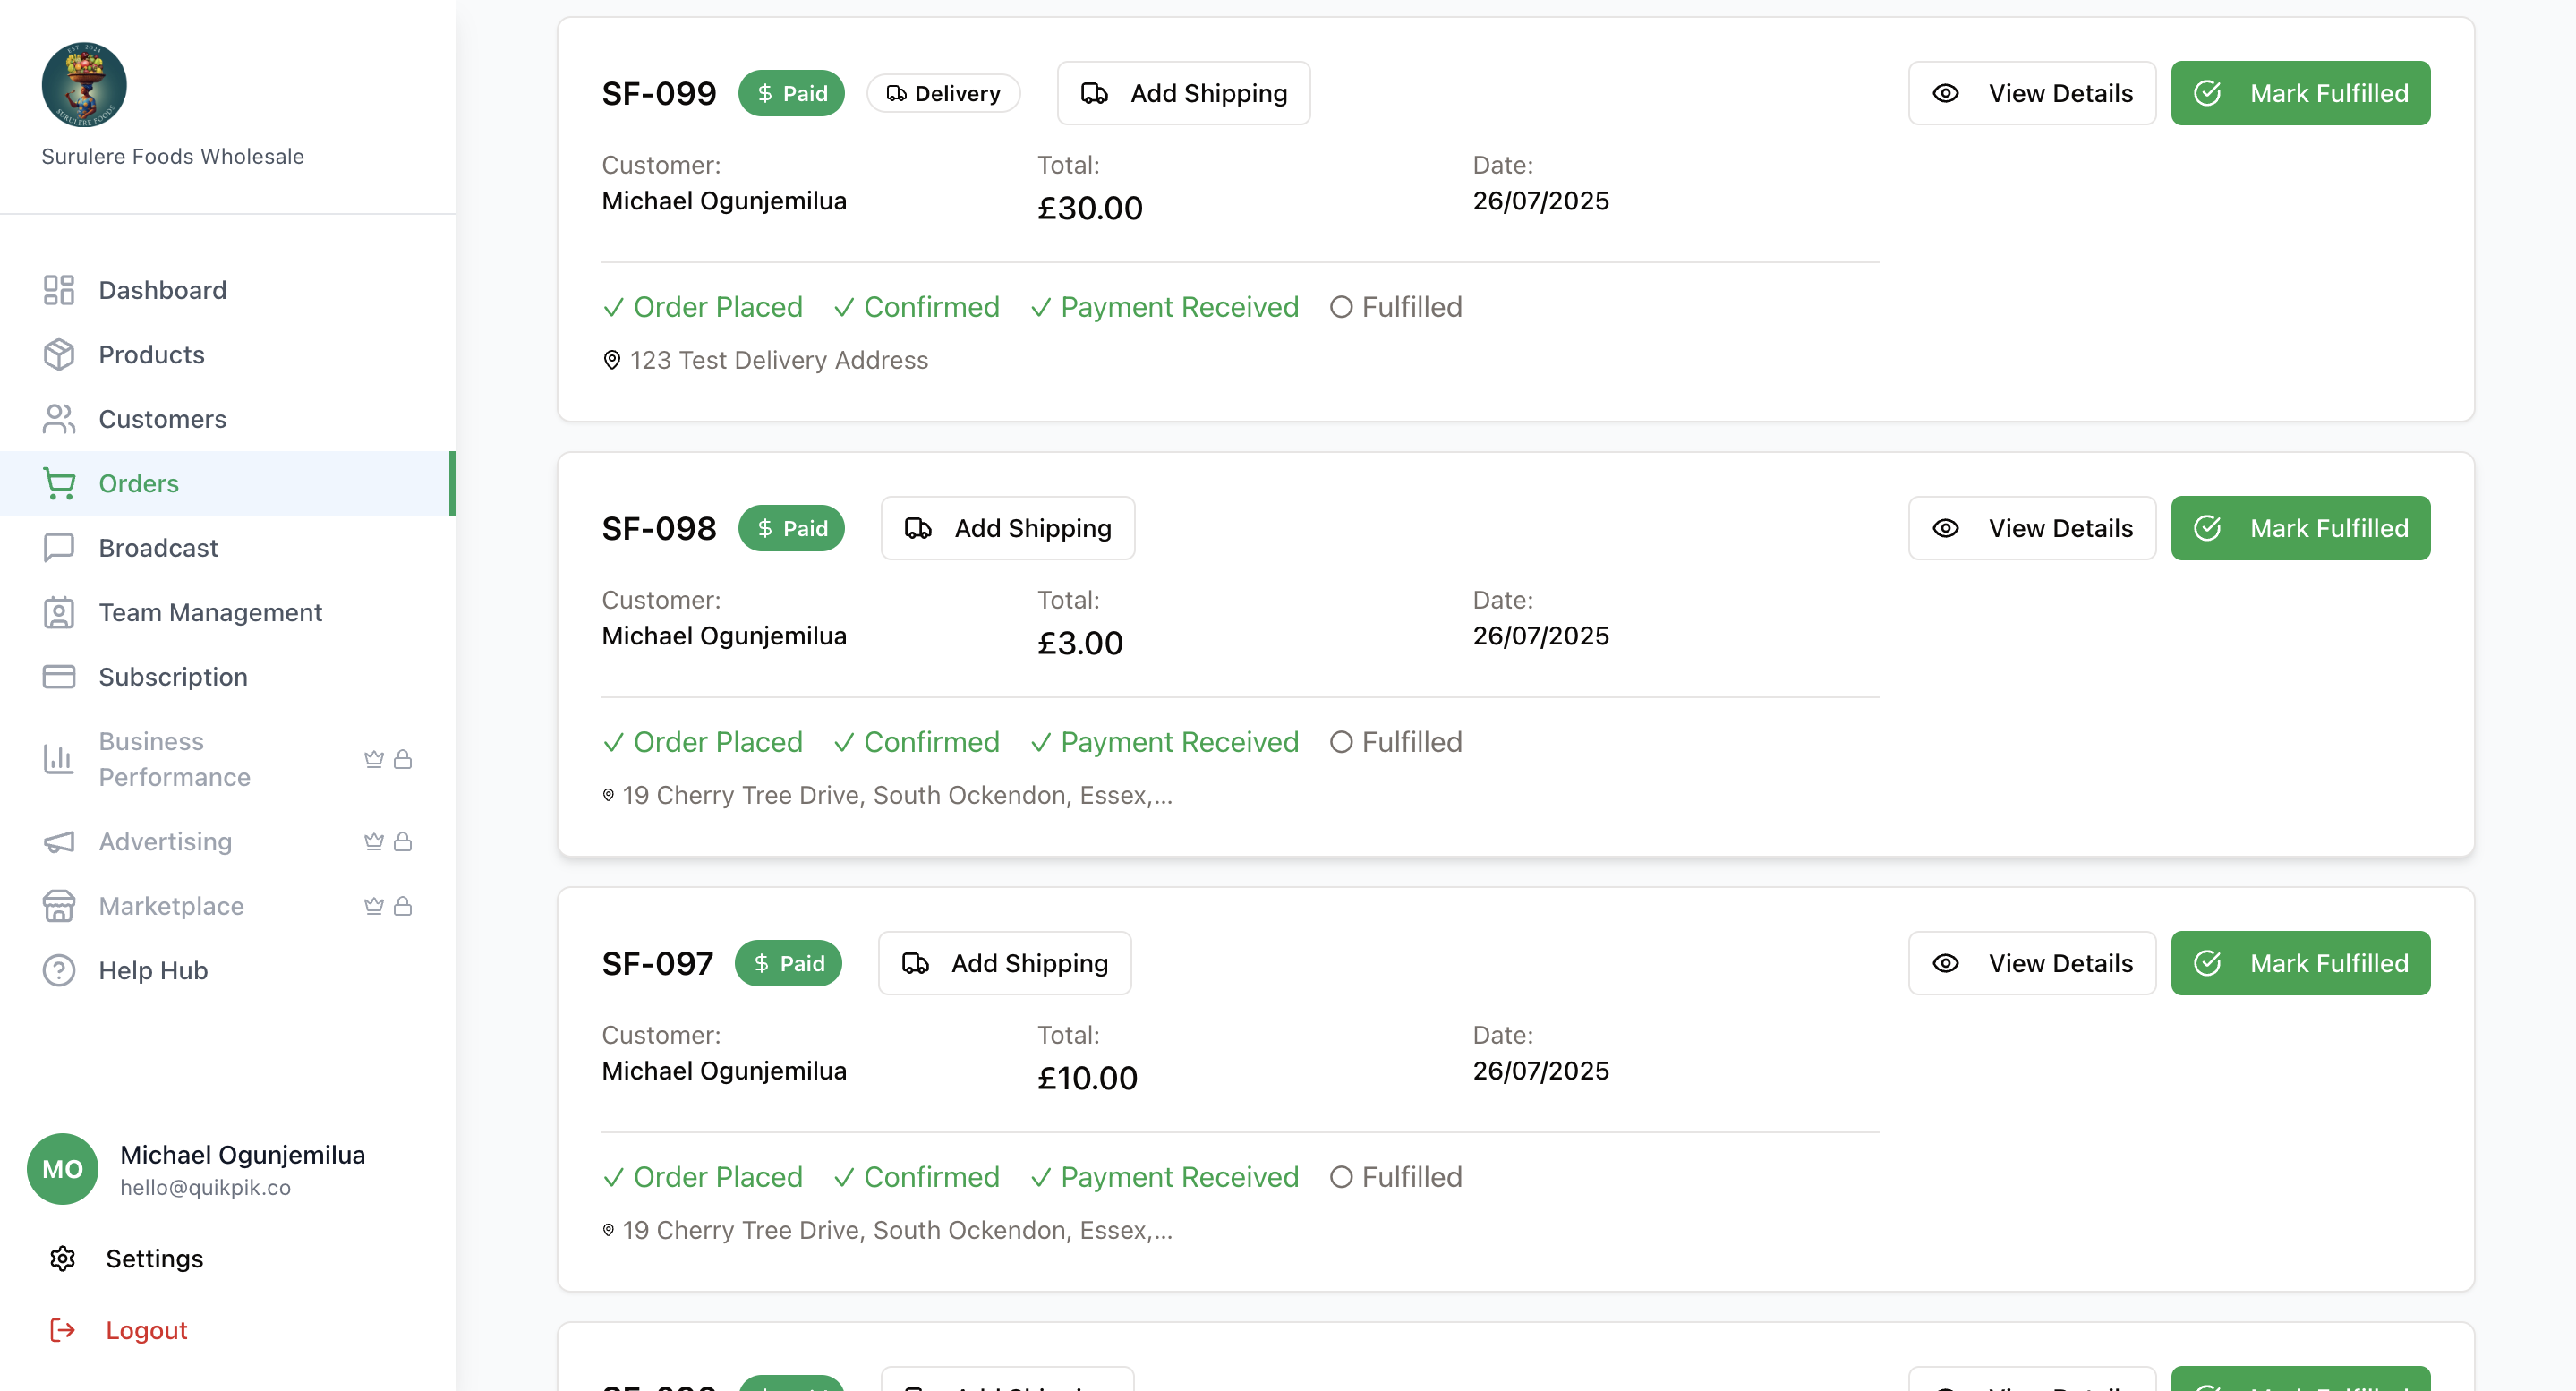 EST. 2024
SURULERE FOODS
Surulere Foods Wholesale
Dashboard
Products
Customers
Orders
Broadcast
Team Management
Subscription
Business
Performance
Advertising
Marketplace
Help Hub
MO
Michael Ogunjemilua
hello@quikpik.co
Settings
Logout
SF-099 $ Paid Delivery Add Shipping View Details Mark Fulfilled
Customer: Total: Date:
Michael Ogunjemilua £30.00 26/07/2025
Order Placed Confirmed Payment Received Fulfilled
123 Test Delivery Address
SF-098 $ Paid Add Shipping View Details Mark Fulfilled
Customer: Total: Date:
Michael Ogunjemilua £3.00 26/07/2025
Order Placed Confirmed Payment Received Fulfilled
19 Cherry Tree Drive, South Ockendon, Essex,...
SF-097 $ Paid Add Shipping View Details Mark Fulfilled
Customer: Total: Date:
Michael Ogunjemilua £10.00 26/07/2025
Order Placed Confirmed Payment Received Fulfilled
19 Cherry Tree Drive, South Ockendon, Essex,...